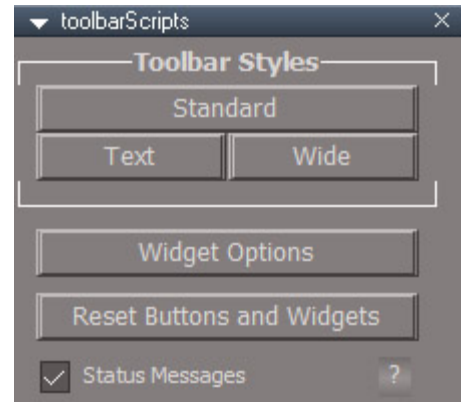 toolbarScripts
Toolbar Styles
Standard
Text Wide
Widget Options
Reset Buttons and Widgets
Status Messages ?